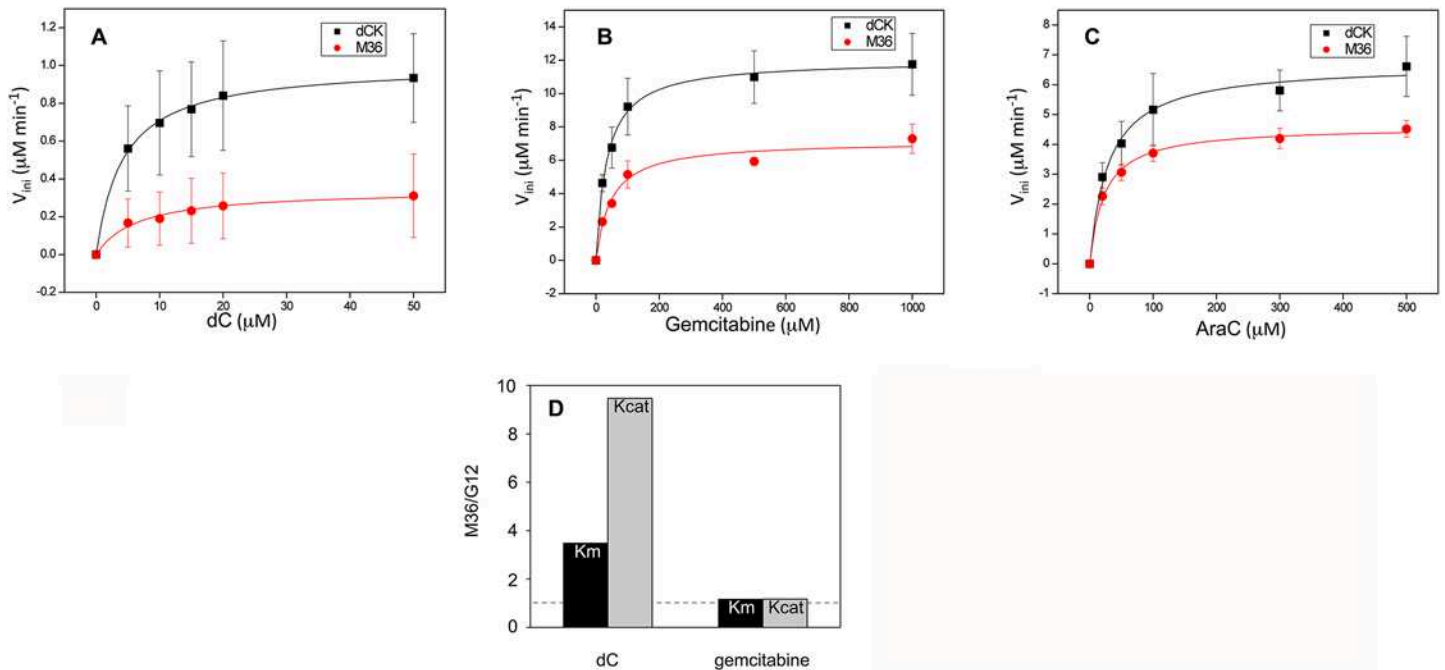 A
dCK
M36
V_ini (μM min⁻¹)
1.2
1.0
0.8
0.6
0.4
0.2
0.0
-0.2
0 10 20 30 40 50
dC (μM)
B
dCK
M36
V_ini (μM min⁻¹)
14
12
10
8
6
4
2
0
-2
0 200 400 600 800 1000
Gemcitabine (μM)
C
dCK
M36
V_ini (μM min⁻¹)
8
7
6
5
4
3
2
1
0
-1
0 100 200 300 400 500
AraC (μM)
D
M36/G12
10
8
6
4
2
0
Kcat
Km
Km Kcat
dC gemcitabine